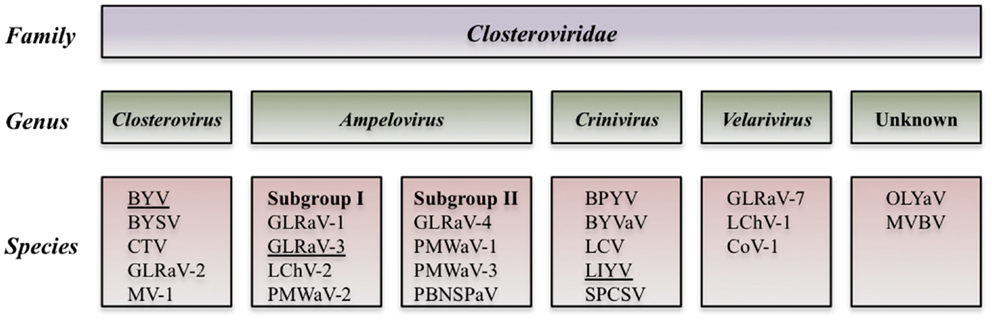 Family
Closteroviridae
Genus
Closterovirus
Ampelovirus
Crinivirus
Velarivirus
Unknown
Species
BYV
BYSV
CTV
GLRaV-2
MV-1
Subgroup I
GLRaV-1
GLRaV-3
LChV-2
PMWaV-2
Subgroup II
GLRaV-4
PMWaV-1
PMWaV-3
PBNSPaV
BPYV
BYVaV
LCV
LIYV
SPCSV
GLRaV-7
LChV-1
CoV-1
OLYaV
MVBV